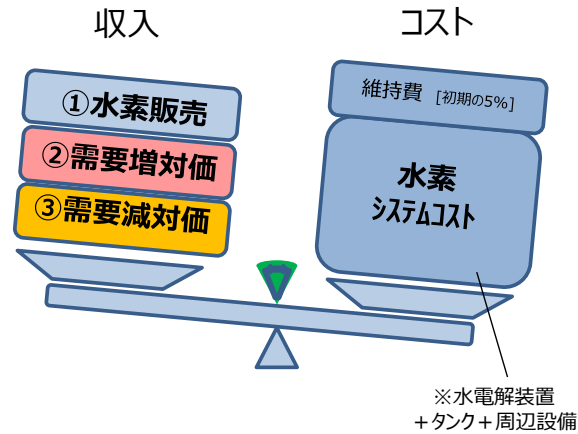 収入
コスト
①水素販売
②需要増対価
③需要減対価
維持費 [初期の5%]
水素
システムコスト
※水電解装置
＋タンク＋周辺設備